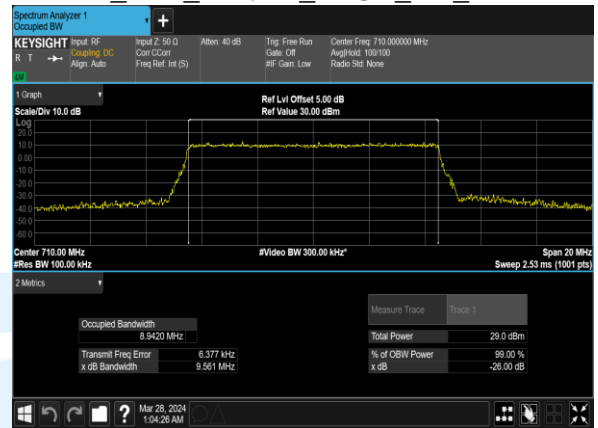 Spectrum Analyzer 1
Occupied BW
KEYSIGHT Input: RF Input Z: 50 Ω Atten: 40 dB Trig: Free Run Center Freq: 710.000000 MHz
R T Coupling: DC Corr CCorr Gate: Off Avg|Hold: 100/100
Align: Auto Freq Ref: Int (S) #IF Gain: Low Radio Std: None
1 Graph
Ref Lvl Offset 5.00 dB
Scale/Div 10.0 dB Ref Value 30.00 dBm
Log
20.0
10.0
0.00
-10.0
-20.0
-30.0
-40.0
-50.0
-60.0
Center 710.00 MHz #Video BW 300.00 kHz* Span 20 MHz
#Res BW 100.00 kHz Sweep 2.53 ms (1001 pts)
2 Metrics
Measure Trace Trace 1
Occupied Bandwidth
8.9420 MHz Total Power 29.0 dBm
Transmit Freq Error 6.377 kHz % of OBW Power 99.00 %
x dB Bandwidth 9.561 MHz x dB -26.00 dB
Mar 28, 2024
1:04:26 AM